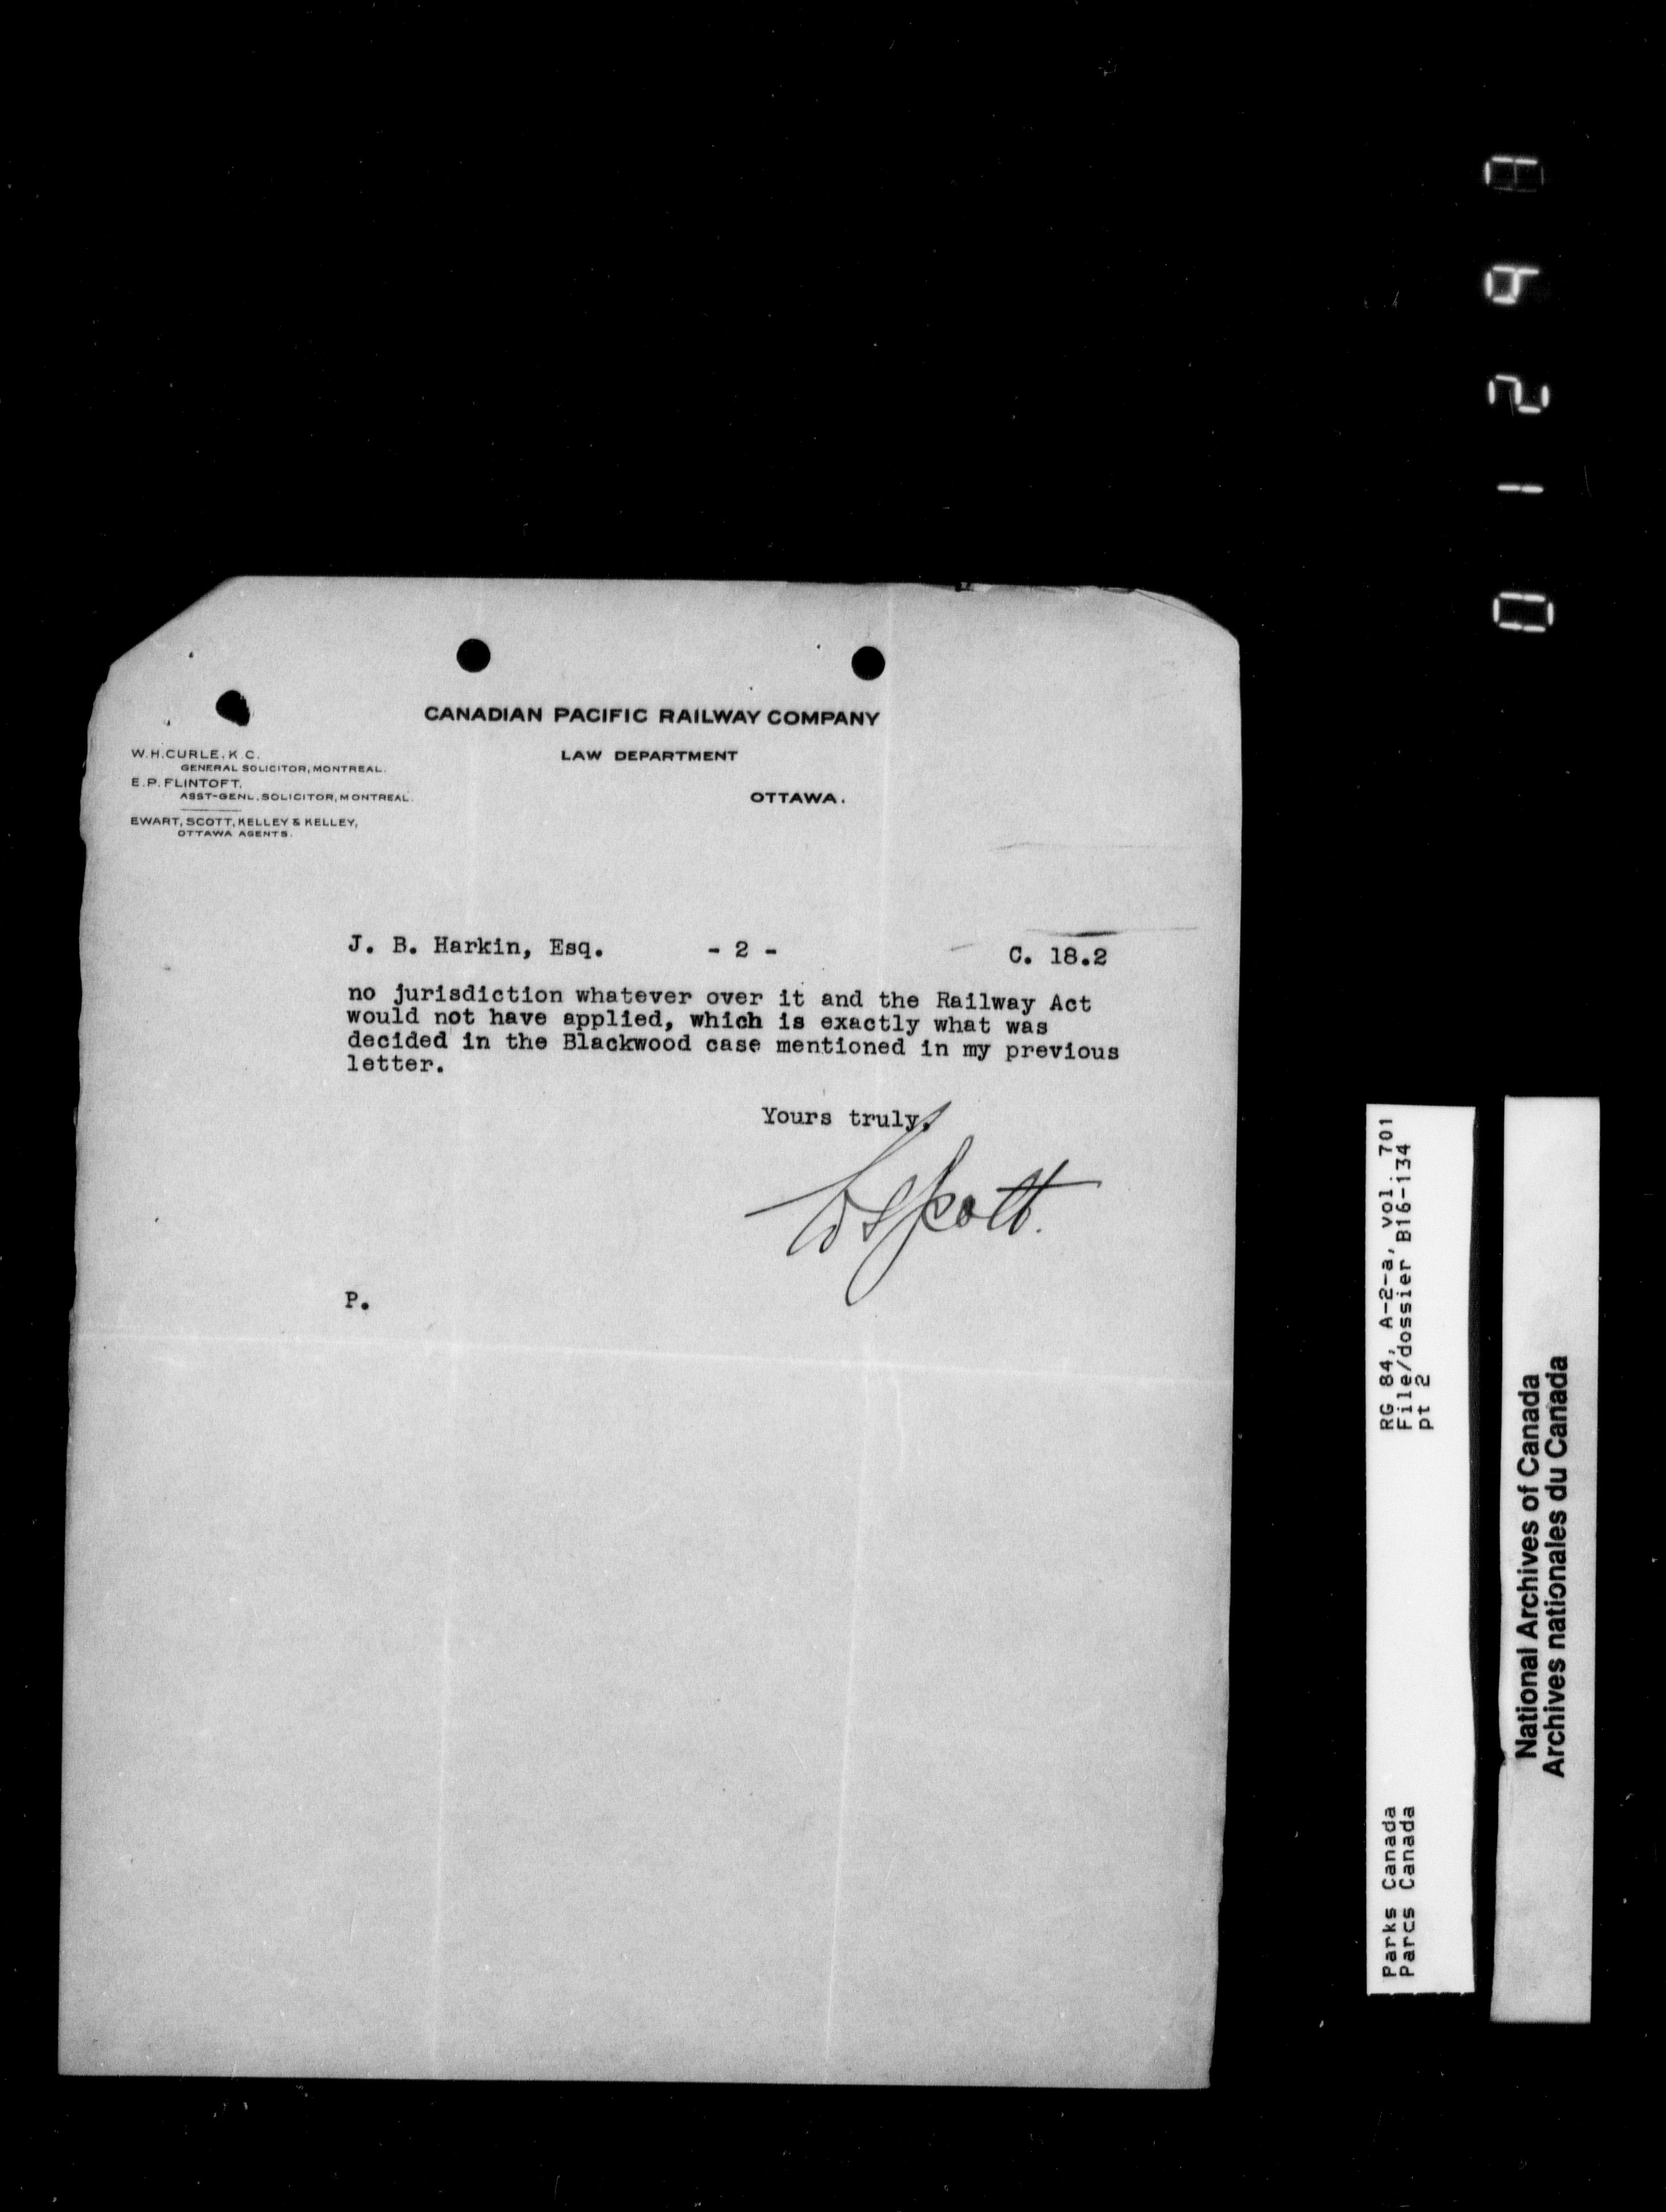 CANADIAN PACIFIC RAILWAY COMPANY
LAW DEPARTMENT
OTTAWA.
W.H.CURLE, K.C.
GENERAL SOLICITOR, MONTREAL.
E.P. FLINTOFT,
ASST-GENL. SOLICITOR, MONTREAL.
EWART, SCOTT, KELLEY & KELLEY,
OTTAWA AGENTS.
J. B. Harkin, Esq. - 2 - C. 18.2
no jurisdiction whatever over it and the Railway Act
would not have applied, which is exactly what was
decided in the Blackwood case mentioned in my previous
letter.
Yours truly,
Scott.
P.
RG 84, A-2-a, vol. 701
File/dossier B16-134
pt 2
Parks Canada
Parcs Canada
National Archives of Canada
Archives nationales du Canada